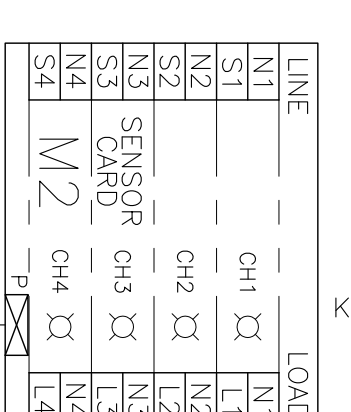 LINE
N1
S1
N2
S2
N3
S3
N4
S4
SENSOR
CARD
M2
CH1
CH2
CH3
CH4
P
K
LOAD
N1
L1
N2
L2
N3
L3
N4
L4